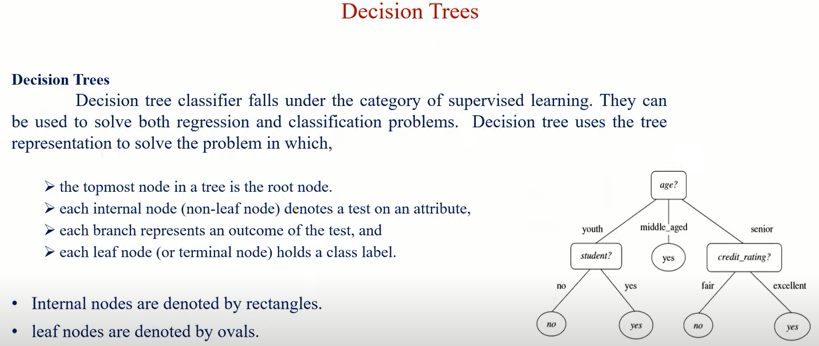 Decision Trees
Decision Trees
Decision tree classifier falls under the category of supervised learning. They can
be used to solve both regression and classification problems. Decision tree uses the tree
representation to solve the problem in which,
➤ the topmost node in a tree is the root node.
➤ each internal node (non-leaf node) denotes a test on an attribute,
➤ each branch represents an outcome of the test, and
➤ each leaf node (or terminal node) holds a class label.
• Internal nodes are denoted by rectangles.
• leaf nodes are denoted by ovals.
age?
youth middle_aged senior
student? yes credit_rating?
no yes fair excellent
no yes no yes